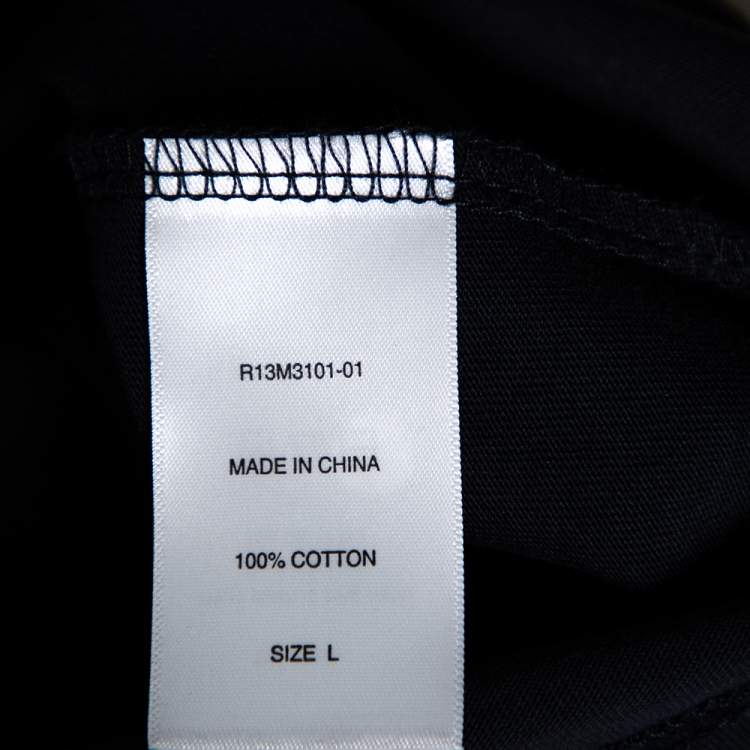 R13M3101-01
MADE IN CHINA
100% COTTON
SIZE L